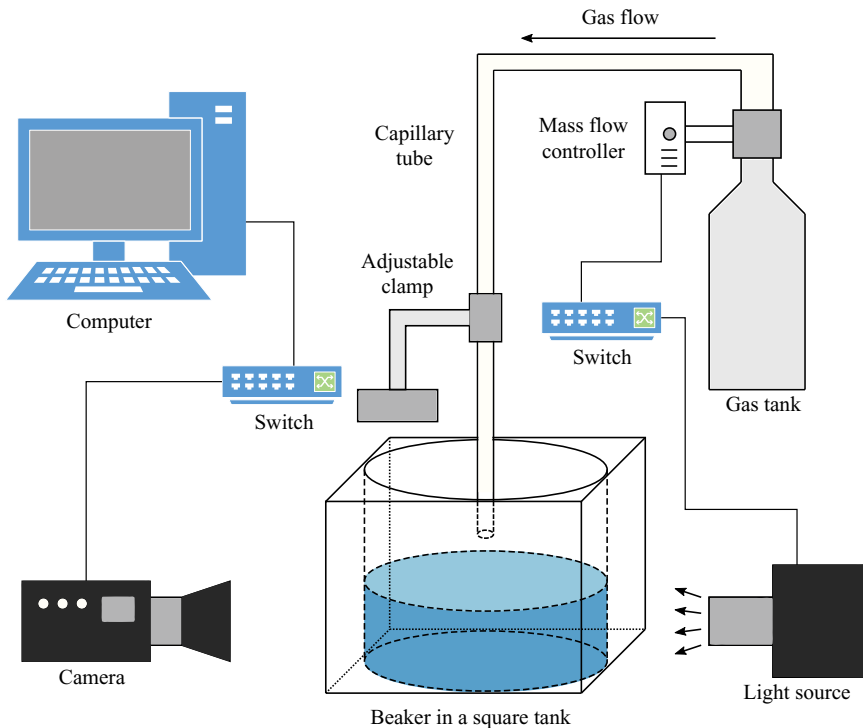 Gas flow
Capillary
tube
Mass flow
controller
Adjustable
clamp
Computer
Switch
Switch
Gas tank
Camera
Light source
Beaker in a square tank